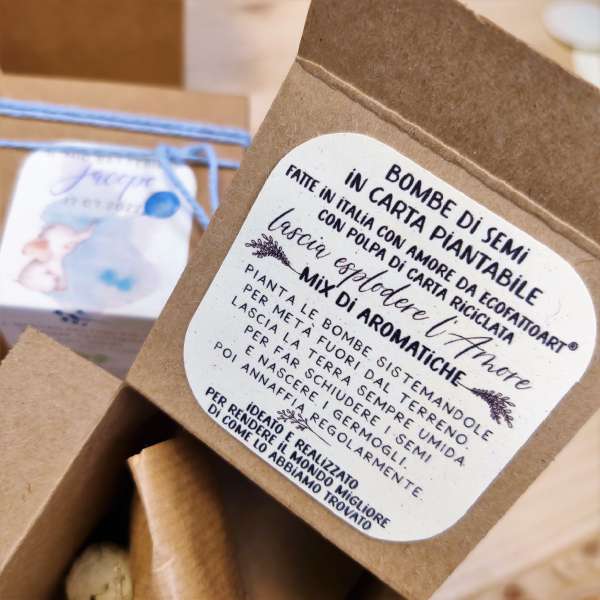 BOMBE Di SEMI
iN CARTA PIANTABiLE
FATTE iN iTALiA CON AMORE DA ECOFATTOART®
CON POLPA Di CARTA RiCiCLATA
lascia esplodere l'Amore
MIX Di AROMATICHE
PIANTA LE BOMBE SISTEMANDOLE
PER METÀ FUORI DAL TERRENO.
LASCIA LA TERRA SEMPRE UMIDA
PER FAR SCHIUDERE I SEMI
E NASCERE I GERMOGLI.
POI ANNAFFIA REGOLARMENTE.
iDEATO E REALiZZATO
PER RENDERE iL MONDO MiGLiORE
Di COME LO ABBiAMO TROVATO
Jacopo